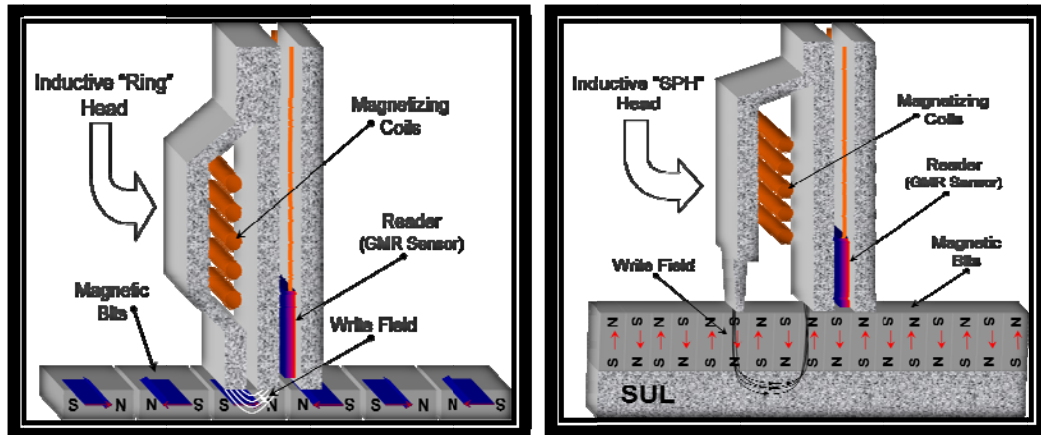 Inductive "Ring"
Head
Magnetizing
Coils
Reader
(GMR Sensor)
Magnetic
Bits
Write Field
S N N S S N N S S N N S
Inductive "SPH"
Head
Magnetizing
Coils
Reader
(GMR Sensor)
Magnetic
Bits
Write Field
N S N S N S N S N S N S N S N S N
S N S N S N S N S N S N S N S N S
SUL